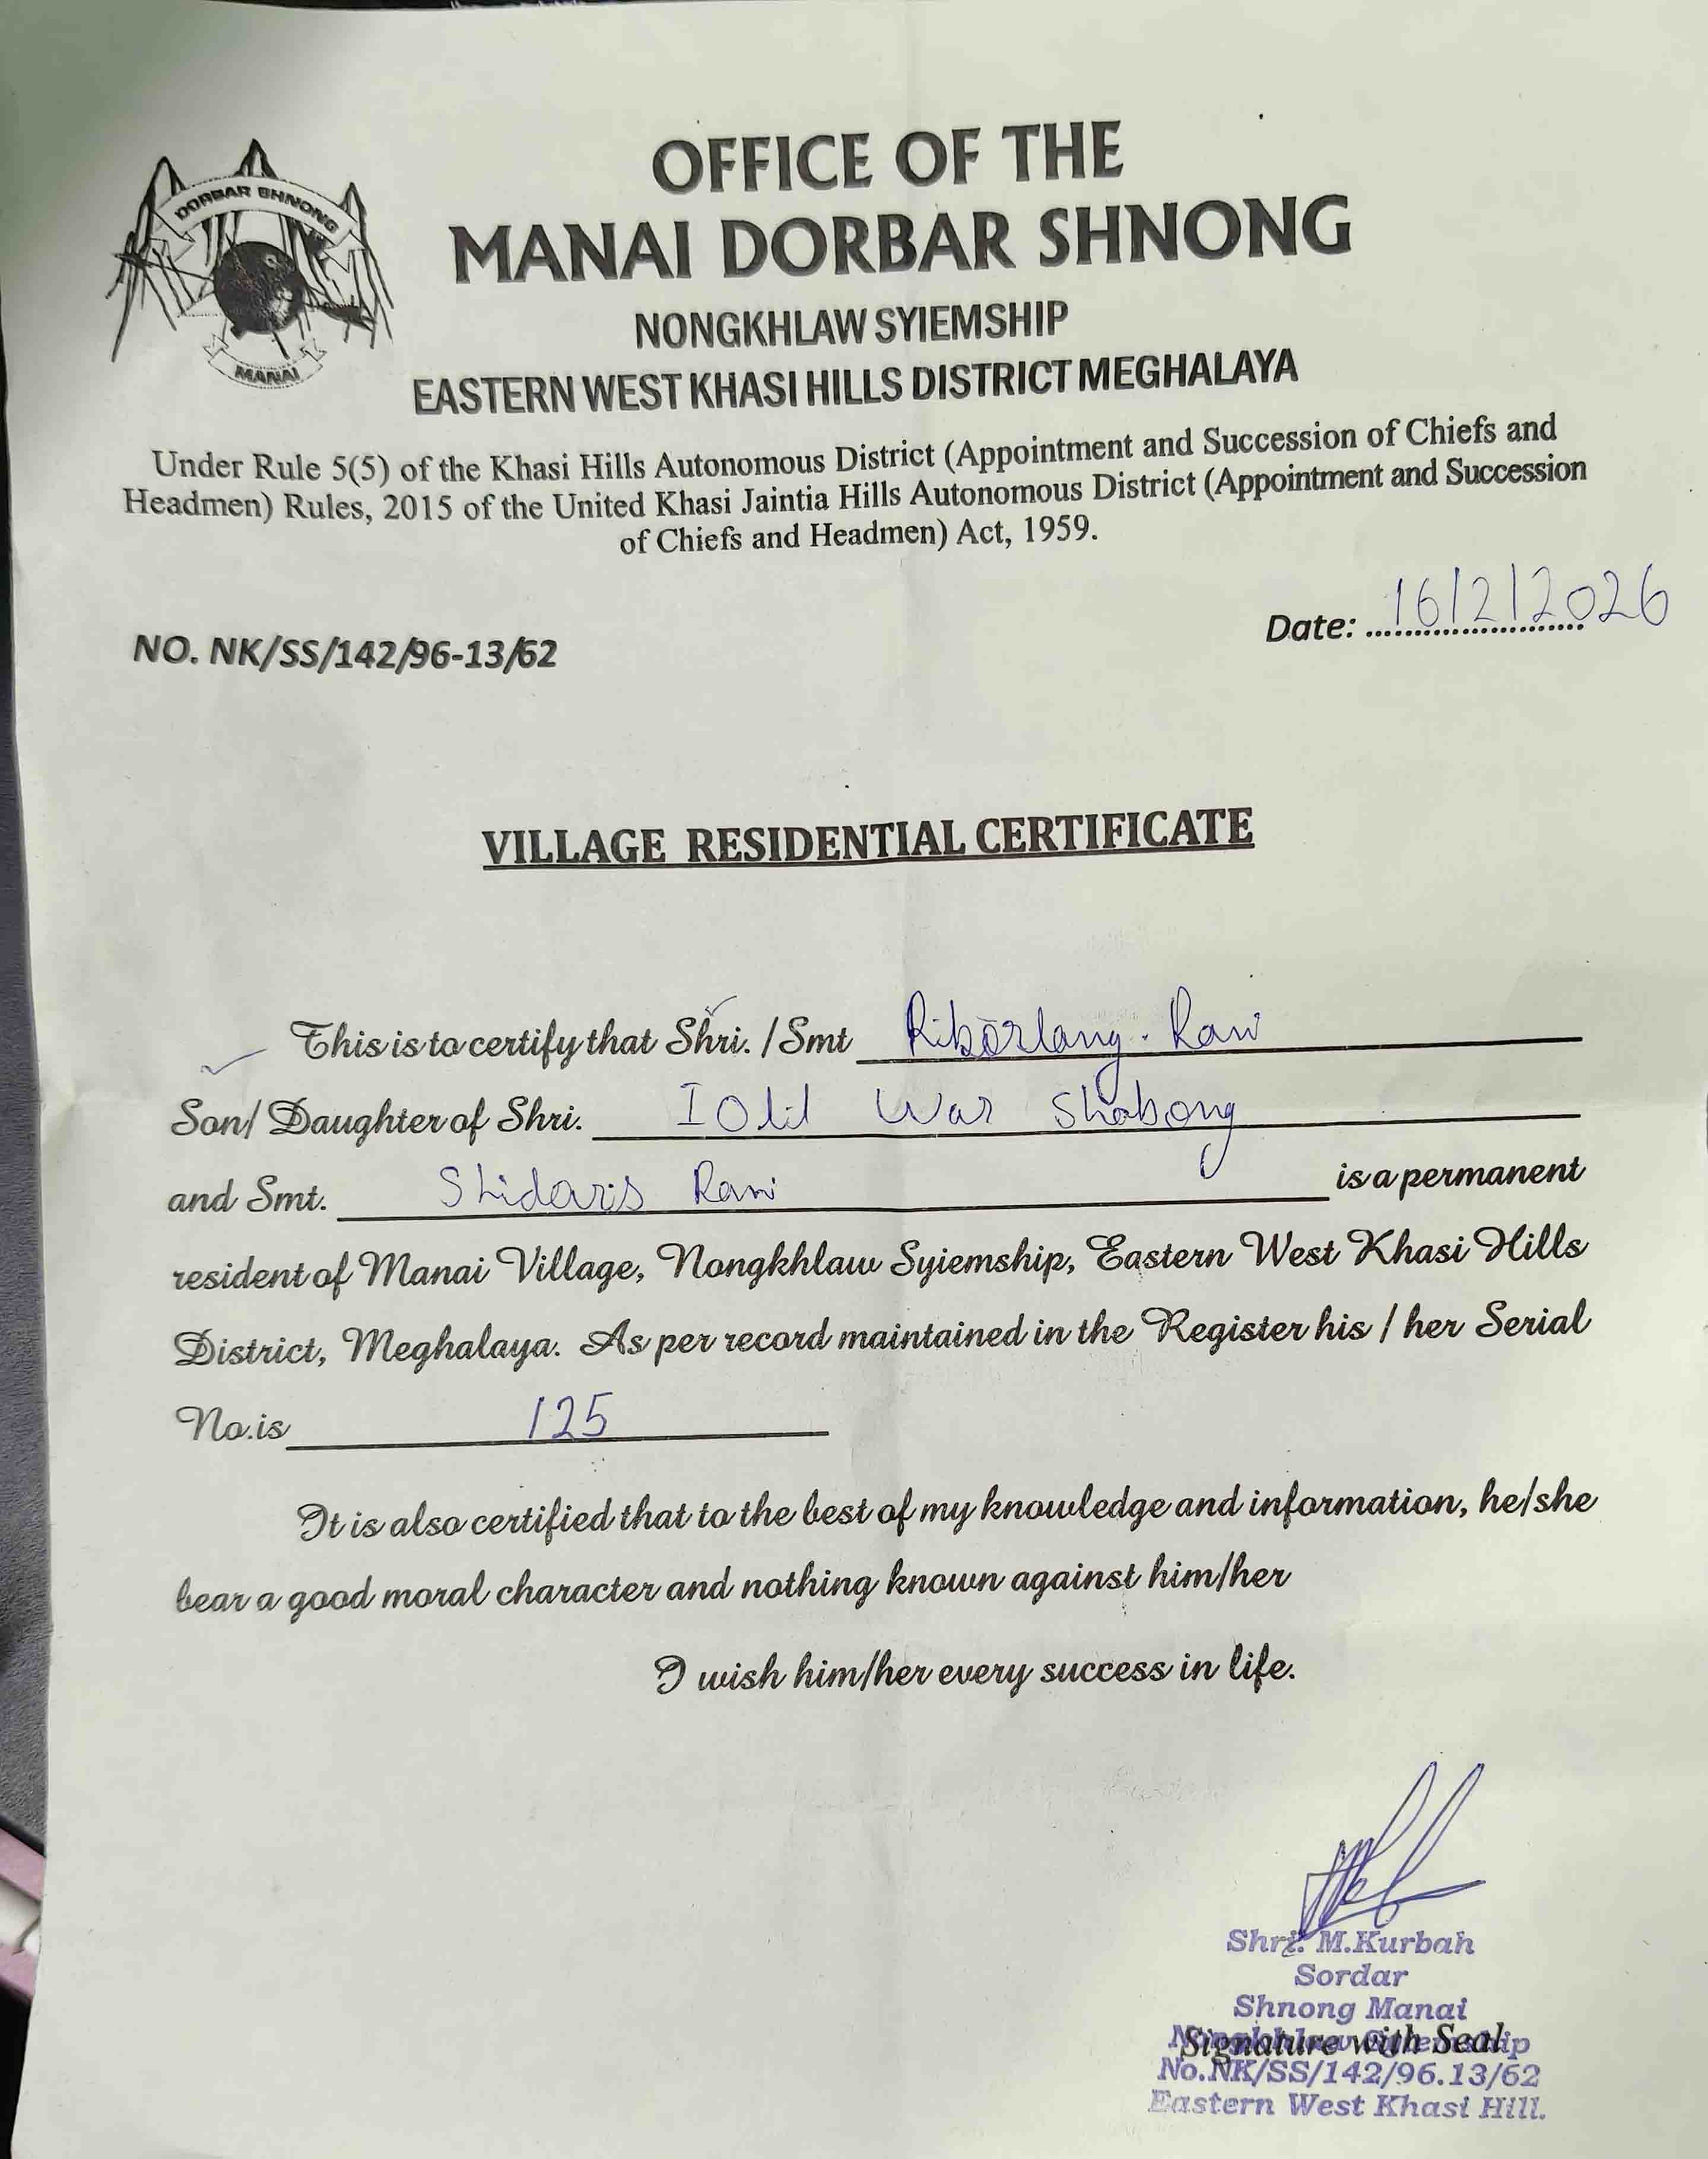 DORBAR SHNONG
MANAI
OFFICE OF THE
MANAI DORBAR SHNONG
NONGKHLAW SYIEMSHIP
EASTERN WEST KHASI HILLS DISTRICT MEGHALAYA
Under Rule 5(5) of the Khasi Hills Autonomous District (Appointment and Succession of Chiefs and
Headmen) Rules, 2015 of the United Khasi Jaintia Hills Autonomous District (Appointment and Succession
of Chiefs and Headmen) Act, 1959.
Date: 16/2/2026
NO. NK/SS/142/96-13/62
VILLAGE RESIDENTIAL CERTIFICATE
This is to certify that Shri. / Smt Riborlang. Rani
Son/ Daughter of Shri. War Shabong
and Smt. Shidaris Rani is a permanent
resident of Manai Village, Nongkhlaw Syiemship, Eastern West Khasi Hills
District, Meghalaya. As per record maintained in the Register his / her Serial
No. is 125
It is also certified that to the best of my knowledge and information, he/she
bear a good moral character and nothing known against him/her
I wish him/her every success in life.
Shri. M.Kurbah
Sordar
Shnong Manai
Signature with Seal
No.NK/SS/142/96.13/62
Eastern West Khasi Hill.